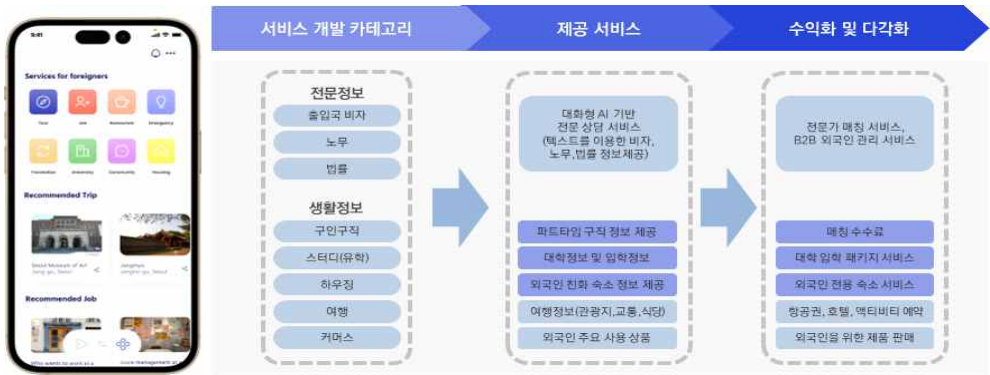 9:41
Services for foreigners
Tour
Job
Emergency
Translation
University
Community
Housing
Recommended Trip
Seoul Museum of Art
Jung-gu, Seoul
Recommended Job
서비스 개발 카테고리
제공 서비스
수익화 및 다각화
전문정보
출입국 비자
노무
법률
생활정보
구인구직
스터디(유학)
하우징
여행
커머스
대화형 AI 기반
전문 상담 서비스
(텍스트를 이용한 비자,
노무,법률 정보제공)
파트타임 구직 정보 제공
대학정보 및 입학정보
외국인 친화 숙소 정보 제공
여행정보(관광지,교통,식당)
외국인 주요 사용 상품
전문가 매칭 서비스,
B2B 외국인 관리 서비스
매칭 수수료
대학 입학 패키지 서비스
외국인 전용 숙소 서비스
항공권, 호텔, 액티비티 예약
외국인을 위한 제품 판매